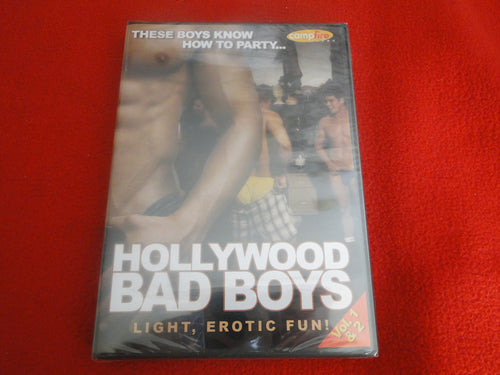 THESE BOYS KNOW
HOW TO PARTY...
campfire
HOLLYWOOD
BAD BOYS
LIGHT, EROTIC FUN!
Vol. 1
& 2